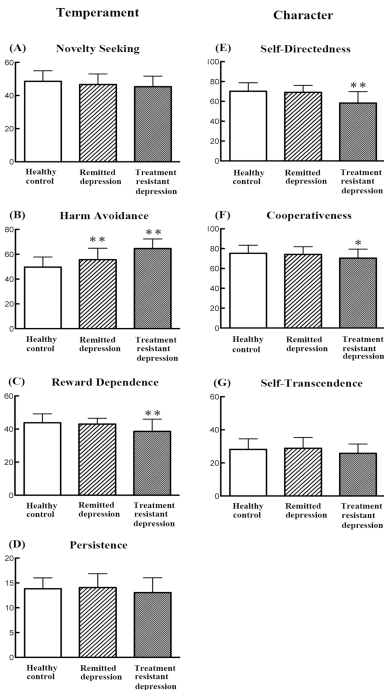 Temperament
Character
(A)
Novelty Seeking
60
40
20
0
Healthy control
Remitted depression
Treatment resistant depression
(B)
Harm Avoidance
80
60
40
20
0
**
**
Healthy control
Remitted depression
Treatment resistant depression
(C)
Reward Dependence
60
40
20
0
**
Healthy control
Remitted depression
Treatment resistant depression
(D)
Persistence
20
15
10
5
0
Healthy control
Remitted depression
Treatment resistant depression
(E)
Self-Directedness
100
80
60
40
20
0
**
Healthy control
Remitted depression
Treatment resistant depression
(F)
Cooperativeness
100
80
60
40
20
0
*
Healthy control
Remitted depression
Treatment resistant depression
(G)
Self-Transcendence
60
40
20
0
Healthy control
Remitted depression
Treatment resistant depression